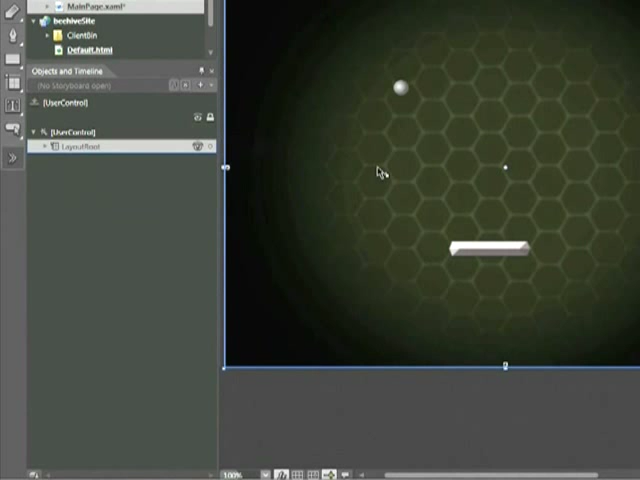 MainPage.xaml*
beehiveSite
ClientBin
Default.html
Objects and Timeline
(No Storyboard open)
[UserControl]
[UserControl]
LayoutRoot
100%